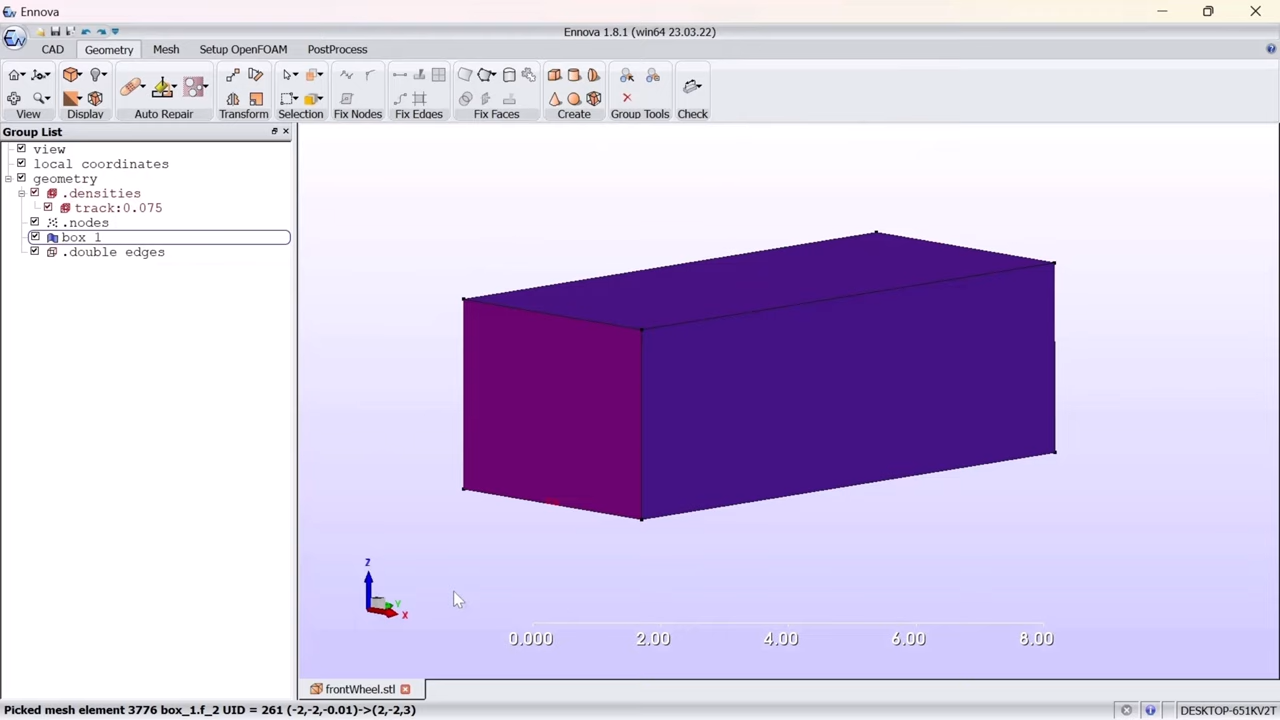 Ennova
Ennova 1.8.1 (win64 23.03.22)
CAD Geometry Mesh Setup OpenFOAM PostProcess
View Display Auto Repair Transform Selection Fix Nodes Fix Edges Fix Faces Create Group Tools Check
Group List
view
local coordinates
geometry
.densities
track:0.075
.nodes
box 1
.double edges
Z
Y
X
0.000 2.00 4.00 6.00 8.00
frontWheel.stl
Picked mesh element 3776 box_1.f_2 UID = 261 (-2,-2,-0.01)->(2,-2,3) DESKTOP-651KV2T